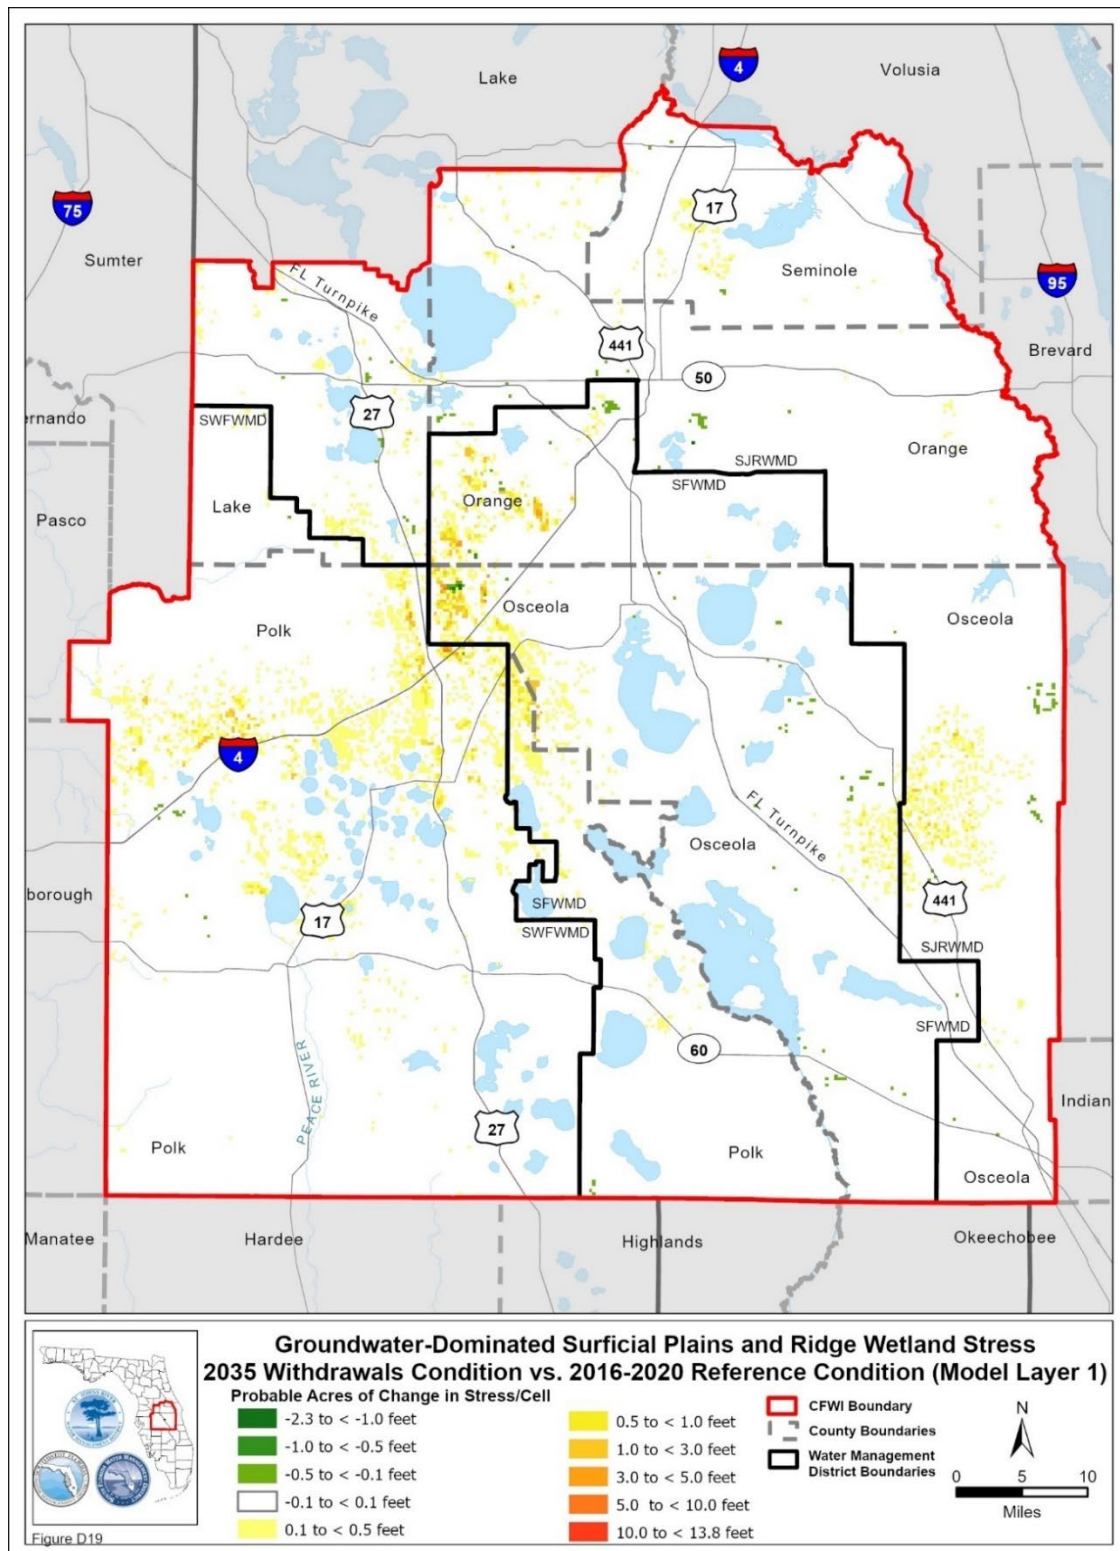 Lake
4
Volusia
75
17
Sumter
Seminole
95
FL Turnpike
441
Brevard
50
ernando
27
SWFWMD
Orange
SJRWMD
SFWMD
Lake
Orange
Pasco
Osceola
Osceola
Polk
4
FL Turnpike
Osceola
borough
441
17
SFWMD
SWFWMD
SJRWMD
SFWMD
60
PEACE RIVER
Indian
27
Polk
Polk
Osceola
Manatee
Hardee
Highlands
Okeechobee
Groundwater-Dominated Surficial Plains and Ridge Wetland Stress
2035 Withdrawals Condition vs. 2016-2020 Reference Condition (Model Layer 1)
Probable Acres of Change in Stress/Cell
-2.3 to < -1.0 feet
-1.0 to < -0.5 feet
-0.5 to < -0.1 feet
-0.1 to < 0.1 feet
0.1 to < 0.5 feet
0.5 to < 1.0 feet
1.0 to < 3.0 feet
3.0 to < 5.0 feet
5.0 to < 10.0 feet
10.0 to < 13.8 feet
CFWI Boundary
County Boundaries
Water Management
District Boundaries
N
0 5 10
Miles
Figure D19